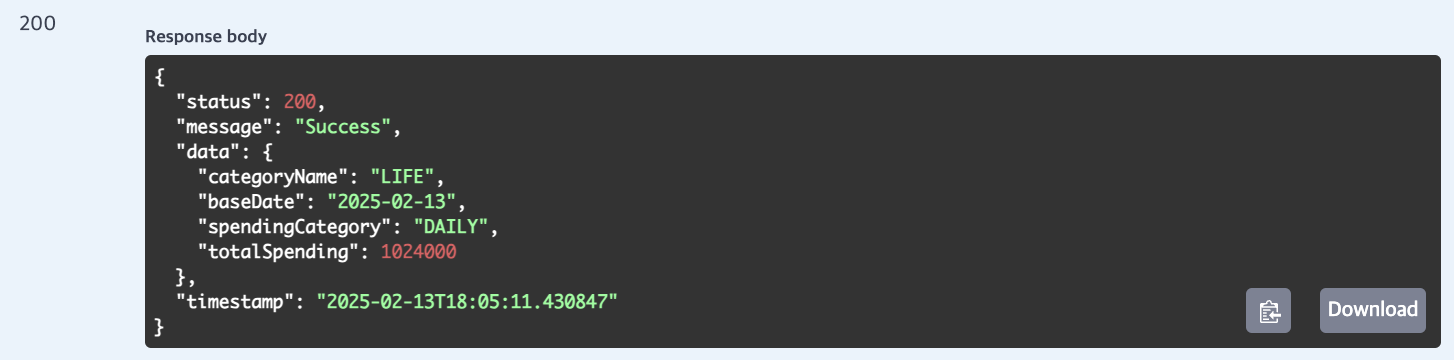 200
Response body
{
  "status": 200,
  "message": "Success",
  "data": {
    "categoryName": "LIFE",
    "baseDate": "2025-02-13",
    "spendingCategory": "DAILY",
    "totalSpending": 1024000
  },
  "timestamp": "2025-02-13T18:05:11.430847"
}
Download